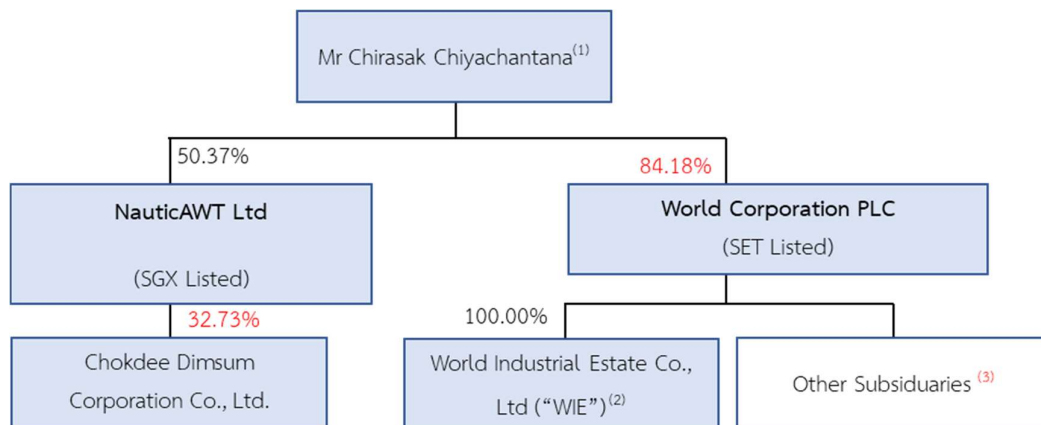 Mr Chirasak Chiyachantana(1)
50.37%
84.18%
NauticAWT Ltd
(SGX Listed)
World Corporation PLC
(SET Listed)
32.73%
100.00%
Chokdee Dimsum
Corporation Co., Ltd.
World Industrial Estate Co.,
Ltd (“WIE”)(2)
Other Subsiduaries (3)